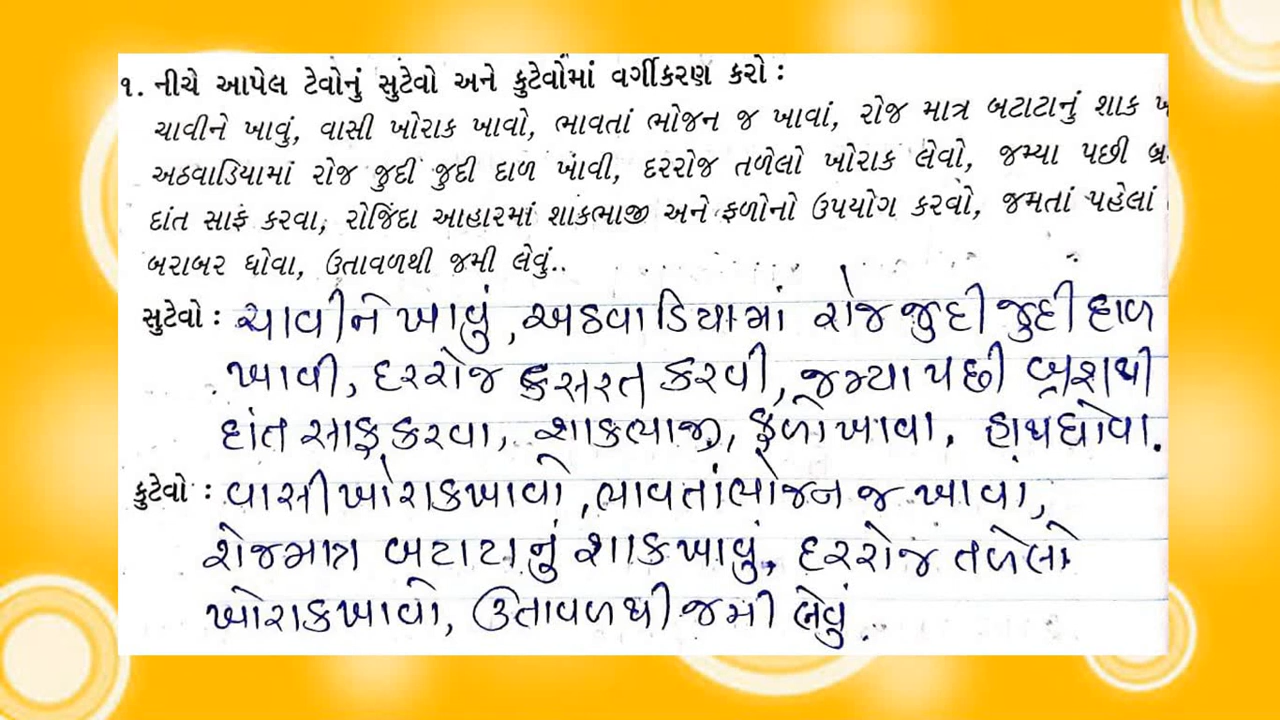 ૧. નીચે આપેલ ટેવોનું સુટેવો અને કુટેવોમાં વર્ગીકરણ કરો :
ચાવીને ખાવું, વાસી ખોરાક ખાવો, ભાવતાં ભોજન જ ખાવાં, રોજ માત્ર બટાટાનું શાક
અઠવાડિયામાં રોજ જુદી જુદી દાળ ખાવી, દરરોજ તળેલો ખોરાક લેવો, જમ્યા પછી
દાંત સાફ કરવા, રોજિંદા આહારમાં શાકભાજી અને ફળોનો ઉપયોગ કરવો, જમતાં પહેલાં
બરાબર ધોવા, ઉતાવળથી જમી લેવું..
સુટેવો : ચાવીને ખાવું, અઠવાડિયામાં રોજ જુદી જુદી દાળ
ખાવી, દરરોજ કસરત કરવી, જમ્યા પછી બ્રશથી
દાંત સાફ કરવા, શાકભાજી, ફળો ખાવા, હાથ ધોવા.
કુટેવો : વાસી ખોરાક ખાવો, ભાવતાં ભોજન જ ખાવા,
રોજ માત્ર બટાટાનું શાક ખાવું, દરરોજ તળેલો
ખોરાક ખાવો, ઉતાવળથી જમી લેવું.